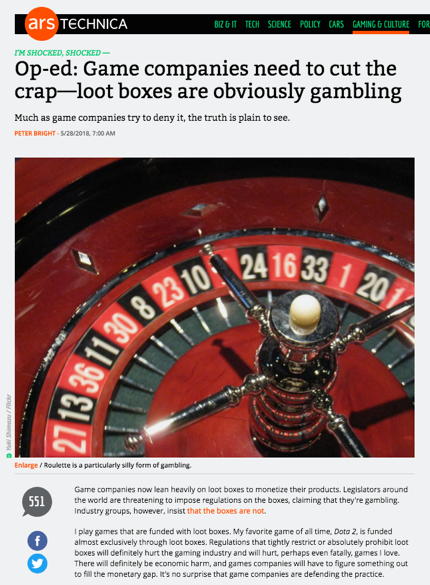 ars TECHNICA
BIZ & IT TECH SCIENCE POLICY CARS GAMING & CULTURE FOR
I'M SHOCKED, SHOCKED —
Op-ed: Game companies need to cut the
crap—loot boxes are obviously gambling
Much as game companies try to deny it, the truth is plain to see.
PETER BRIGHT - 5/28/2018, 7:00 AM
27 13 36 11 30 8 23 10 24 16 33 1 20 1
Yuki Shimazu / Flickr
Enlarge / Roulette is a particularly silly form of gambling.
551
Game companies now lean heavily on loot boxes to monetize their products. Legislators around
the world are threatening to impose regulations on the boxes, claiming that they're gambling.
Industry groups, however, insist that the boxes are not.
I play games that are funded with loot boxes. My favorite game of all time, Dota 2, is funded
almost exclusively through loot boxes. Regulations that tightly restrict or absolutely prohibit loot
boxes will definitely hurt the gaming industry and will hurt, perhaps even fatally, games I love.
There will definitely be economic harm, and games companies will have to figure something out
to fill the monetary gap. It's no surprise that game companies are defending the practice.